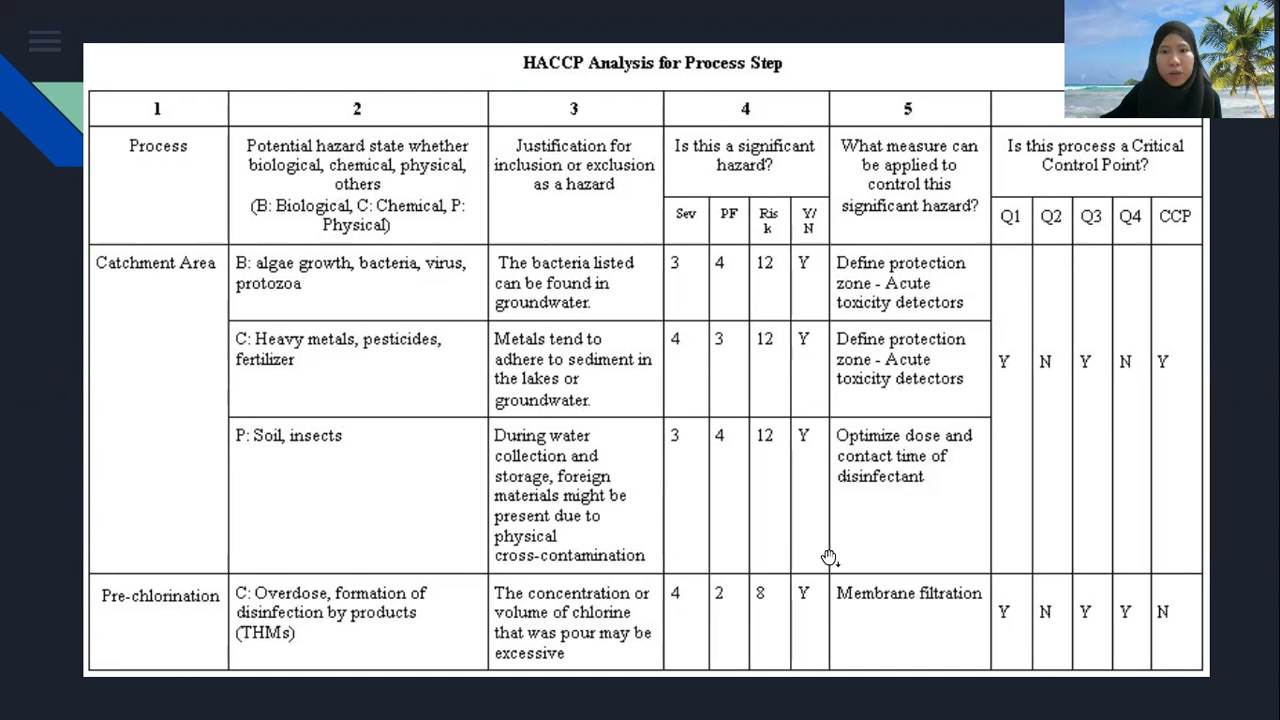 HACCP Analysis for Process Step
1
2
3
4
5
Process
Potential hazard state whether
biological, chemical, physical,
others
(B: Biological, C: Chemical, P:
Physical)
Justification for
inclusion or exclusion
as a hazard
Is this a significant
hazard?
What measure can
be applied to
control this
significant hazard?
Is this process a Critical
Control Point?
Sev
PF
Ris
k
Y/
N
Q1
Q2
Q3
Q4
CCP
Catchment Area
B: algae growth, bacteria, virus,
protozoa
The bacteria listed
can be found in
groundwater.
3
4
12
Y
Define protection
zone - Acute
toxicity detectors
C: Heavy metals, pesticides,
fertilizer
Metals tend to
adhere to sediment in
the lakes or
groundwater.
4
3
12
Y
Define protection
zone - Acute
toxicity detectors
Y
N
Y
N
Y
P: Soil, insects
During water
collection and
storage, foreign
materials might be
present due to
physical
cross-contamination
3
4
12
Y
Optimize dose and
contact time of
disinfectant
Pre-chlorination
C: Overdose, formation of
disinfection by products
(THMs)
The concentration or
volume of chlorine
that was pour may be
excessive
4
2
8
Y
Membrane filtration
Y
N
Y
Y
N